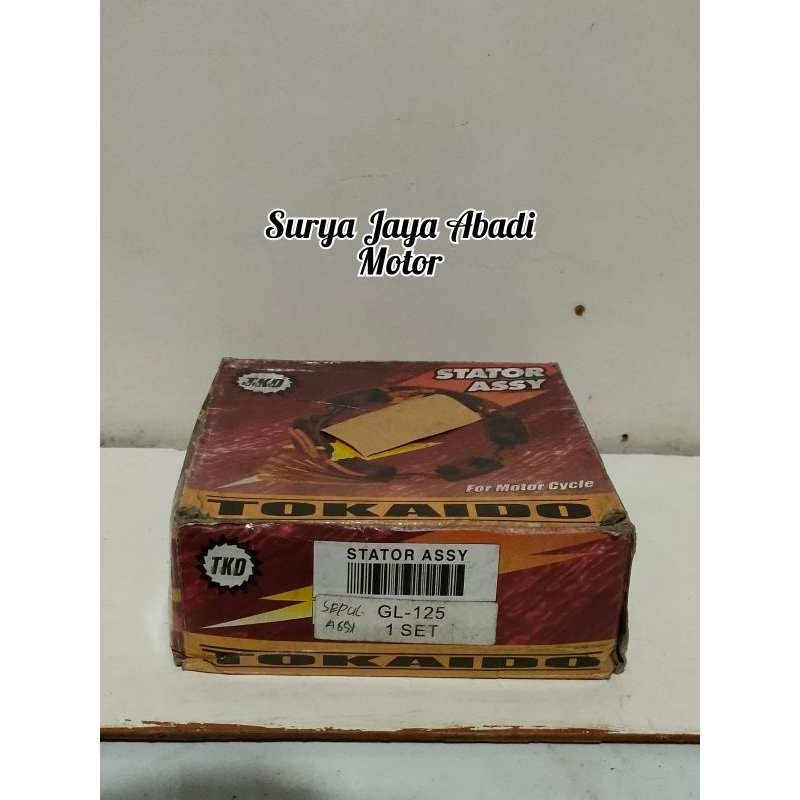 Surya Jaya Abadi
Motor
TKD
STATOR
ASSY
For Motor Cycle
TOKAIDO
TKD
STATOR ASSY
SEPUL GL-125
ASSY 1 SET
TOKAIDO